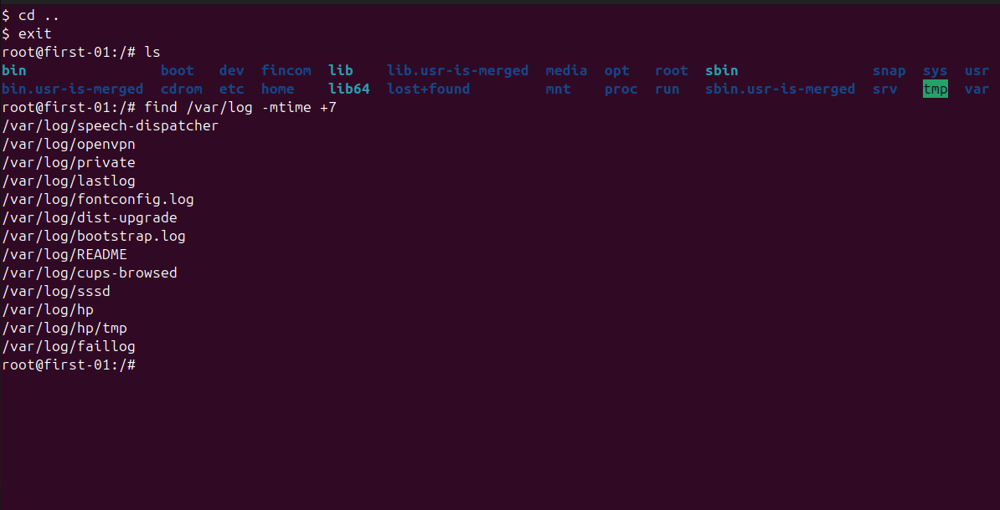 $ cd ..
$ exit
root@first-01:/# ls
bin                 boot   dev  fincom  lib    lib.usr-is-merged  media  opt   root  sbin                snap  sys  usr
bin.usr-is-merged  cdrom  etc  home    lib64  lost+found         mnt    proc  run   sbin.usr-is-merged  srv   tmp  var
root@first-01:/# find /var/log -mtime +7
/var/log/speech-dispatcher
/var/log/openvpn
/var/log/private
/var/log/lastlog
/var/log/fontconfig.log
/var/log/dist-upgrade
/var/log/bootstrap.log
/var/log/README
/var/log/cups-browsed
/var/log/sssd
/var/log/hp
/var/log/hp/tmp
/var/log/faillog
root@first-01:/#